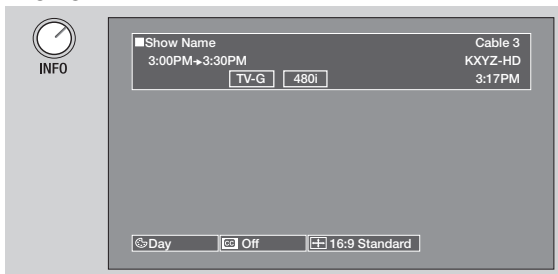 INFO
■Show Name Cable 3
3:00PM➔3:30PM KXYZ-HD
TV-G 480i 3:17PM
Day CC Off 16:9 Standard